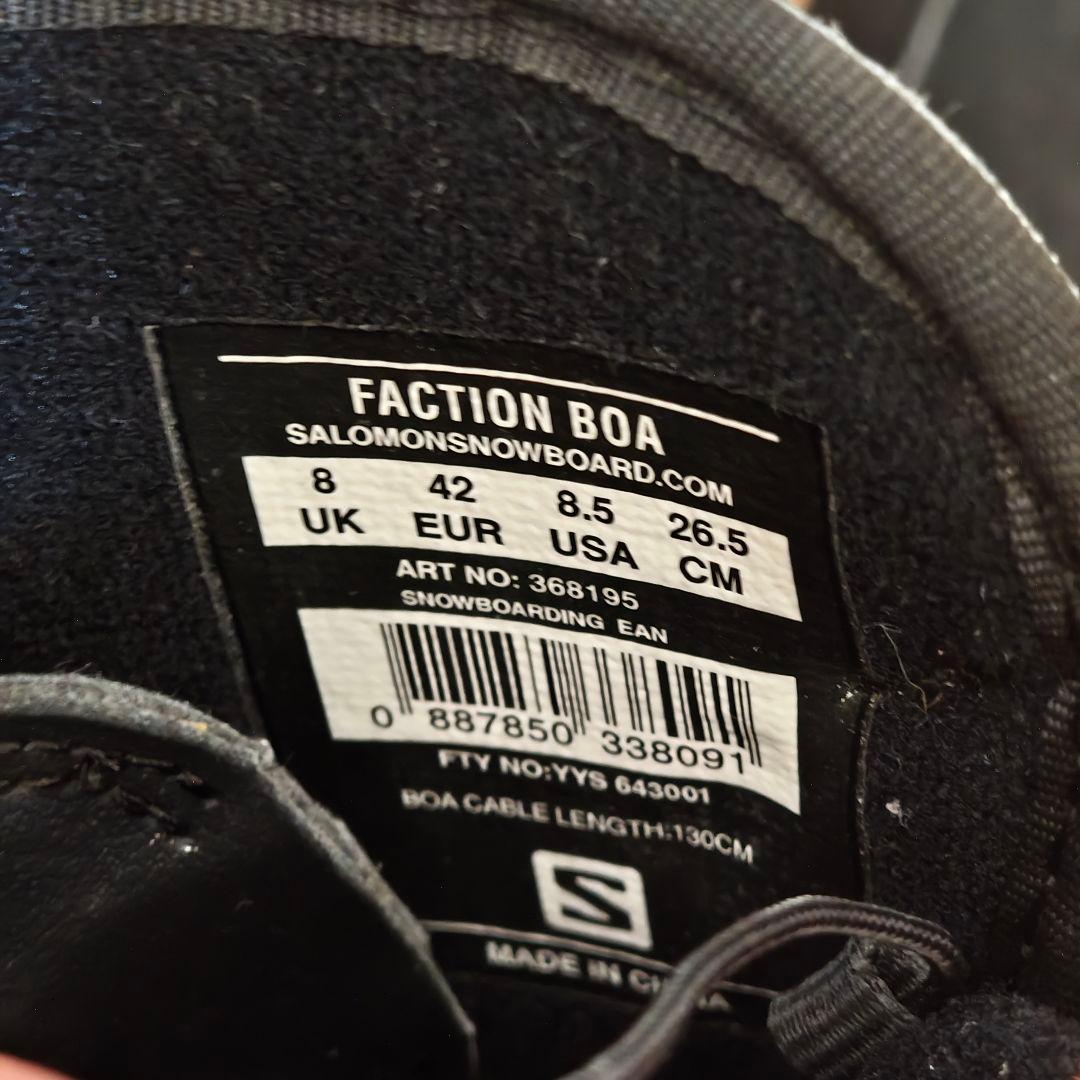 FACTION BOA
SALOMONSNOWBOARD.COM
8 42 8.5 26.5
UK EUR USA CM
ART NO: 368195
SNOWBOARDING EAN
0 887850 338091
FTY NO:YYS 643001
BOA CABLE LENGTH:130CM
S
MADE IN CHINA